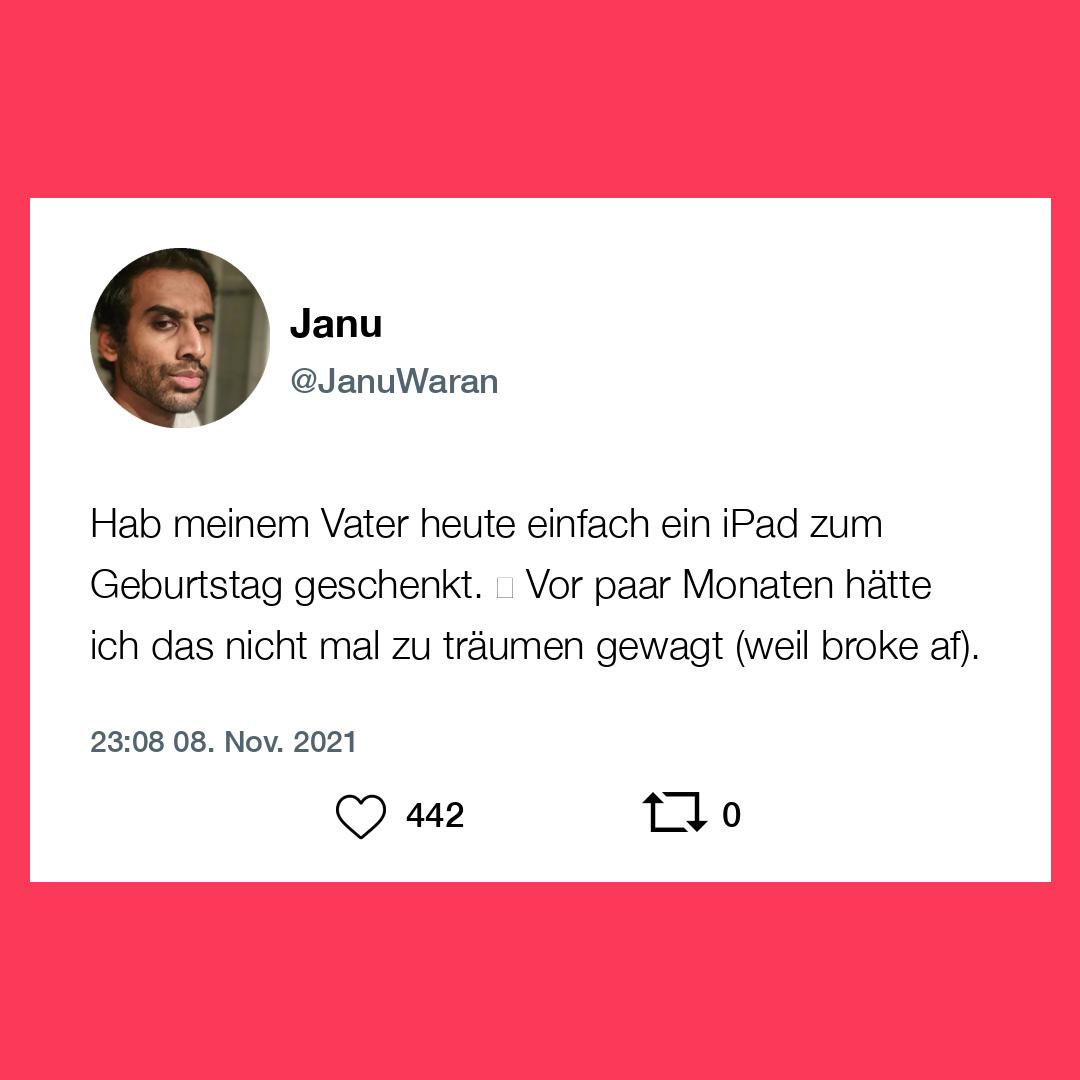 Janu
@JanuWaran
Hab meinem Vater heute einfach ein iPad zum
Geburtstag geschenkt. Vor paar Monaten hätte
ich das nicht mal zu träumen gewagt (weil broke af).
23:08 08. Nov. 2021
442 0